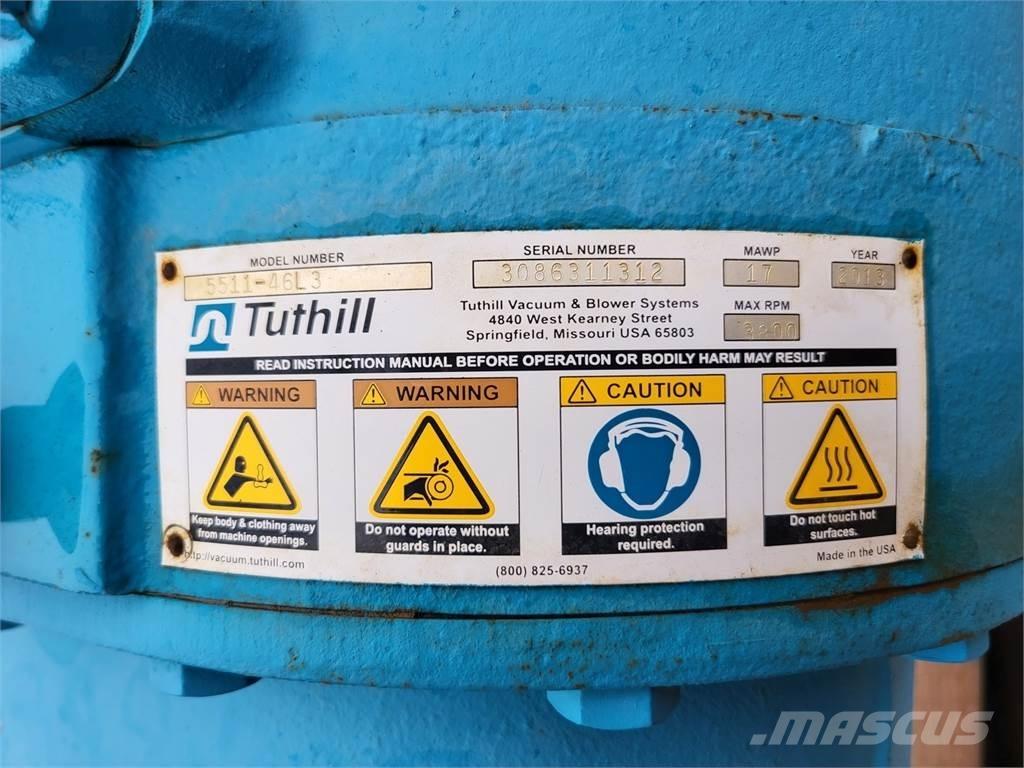 MODEL NUMBER
5511-46L3
SERIAL NUMBER
3086311312
MAWP
17
YEAR
2013
MAX RPM
Tuthill
Tuthill Vacuum & Blower Systems
4840 West Kearney Street
Springfield, Missouri USA 65803
READ INSTRUCTION MANUAL BEFORE OPERATION OR BODILY HARM MAY RESULT
WARNING
Keep body & clothing away
from machine openings.
WARNING
Do not operate without
guards in place.
CAUTION
Hearing protection
required.
CAUTION
Do not touch hot
surfaces.
http://vacuum.tuthill.com
(800) 825-6937
Made in the USA
MASCUS